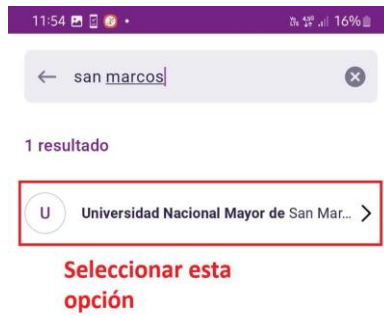 11:54 16%
san marcos
1 resultado
U Universidad Nacional Mayor de San Mar...
Seleccionar esta
opción